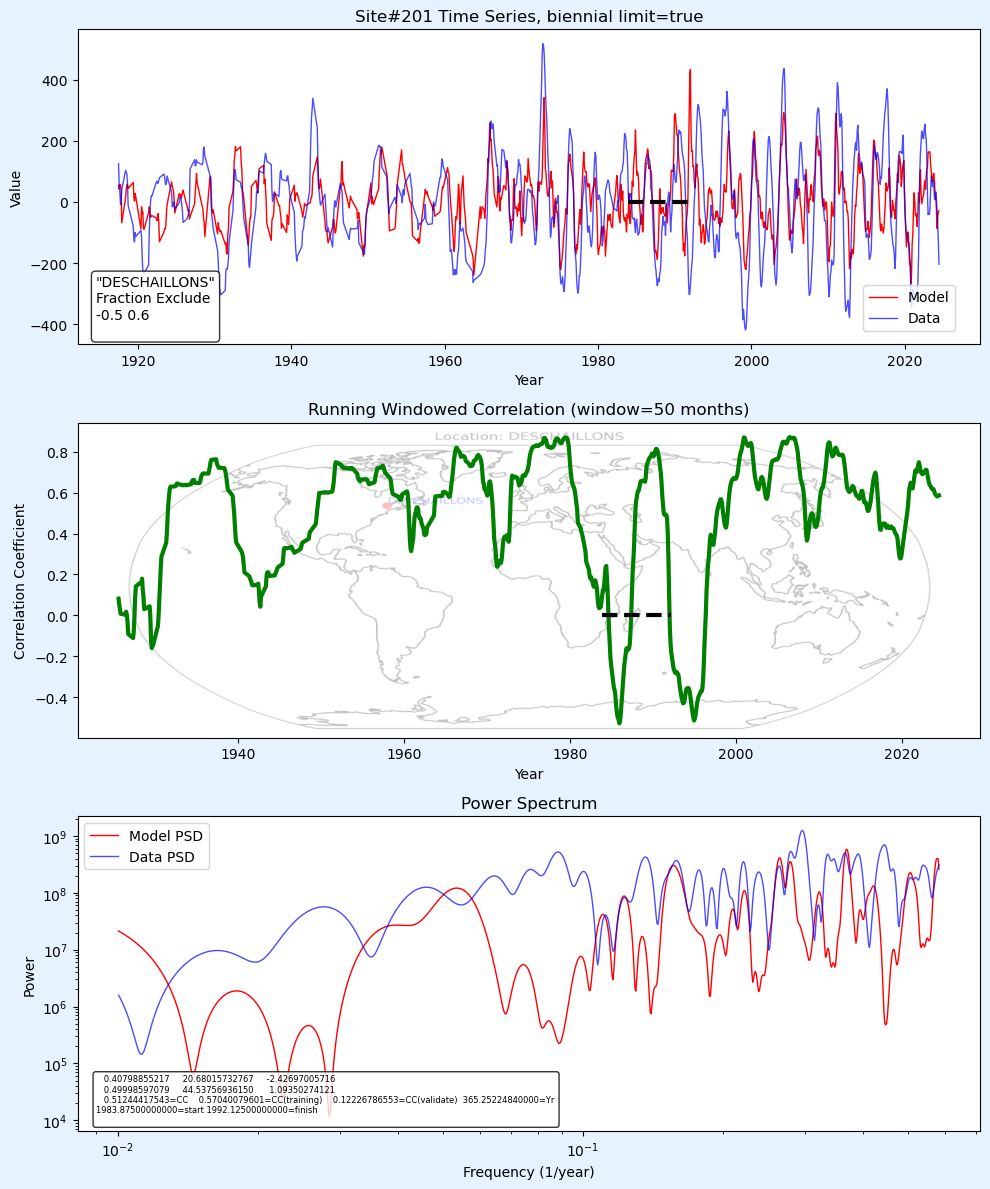 Site#201 Time Series, biennial limit=true
400
200
0
−200
−400
Value
"DESCHAILLONS"
Fraction Exclude
-0.5 0.6
Model
Data
1920 1940 1960 1980 2000 2020
Year
Running Windowed Correlation (window=50 months)
Location: DESCHAILLONS
0.8
0.6
0.4
0.2
0.0
−0.2
−0.4
Correlation Coefficient
1940 1960 1980 2000 2020
Year
Power Spectrum
Model PSD
Data PSD
10⁹
10⁸
10⁷
10⁶
10⁵
10⁴
Power
0.40798855217 20.68015732767 -2.42697005716
0.49998597079 44.53756936150 1.09350274121
0.51244417543=CC 0.57040079601=CC(training) 0.12226786553=CC(validate) 365.25224840000=Yr
1983.87500000000=start 1992.12500000000=finish
10⁻² 10⁻¹
Frequency (1/year)